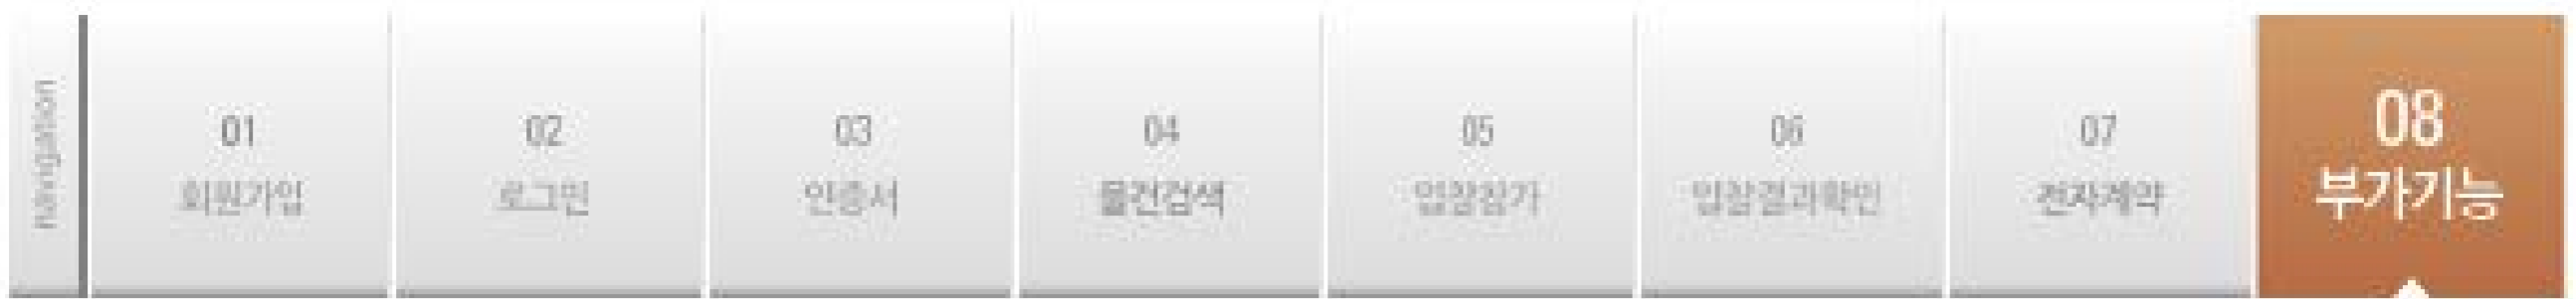 navigation
01
회원가입
02
로그인
03
인증서
04
물건검색
05
입찰참가
06
입찰결과확인
07
전자계약
08
부가기능